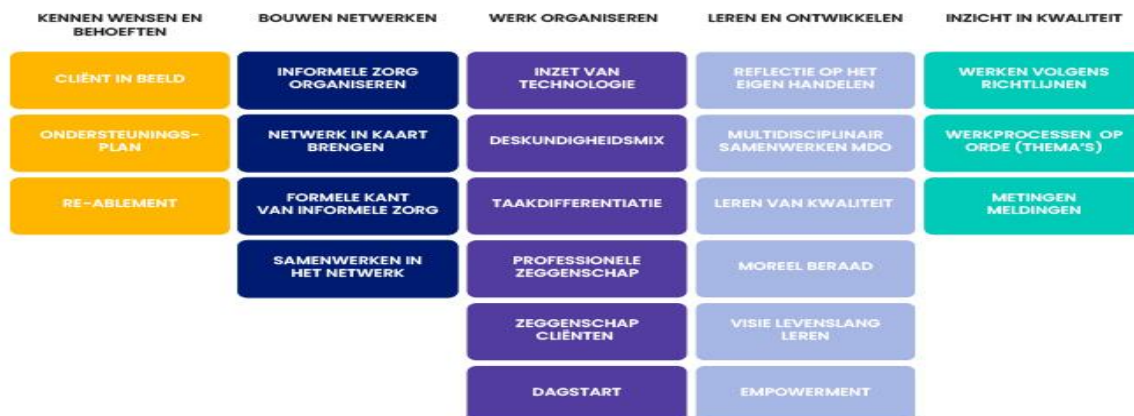 KENNEN WENSEN EN
BEHOEFTEN
CLIËNT IN BEELD
ONDERSTEUNINGS-
PLAN
RE-ABLEMENT
BOUWEN NETWERKEN
INFORMELE ZORG
ORGANISEREN
NETWERK IN KAART
BRENGEN
FORMELE KANT
VAN INFORMELE ZORG
SAMENWERKEN IN
HET NETWERK
WERK ORGANISEREN
INZET VAN
TECHNOLOGIE
DESKUNDIGHEIDSMIX
TAAKDIFFERENTIATIE
PROFESSIONELE
ZEGGENSCHAP
ZEGGENSCHAP
CLIËNTEN
DAGSTART
LEREN EN ONTWIKKELEN
REFLECTIE OP HET
EIGEN HANDELEN
MULTIDISCIPLINAIR
SAMENWERKEN MDO
LEREN VAN KWALITEIT
MOREEL BERAAD
VISIE LEVENSLANG
LEREN
EMPOWERMENT
INZICHT IN KWALITEIT
WERKEN VOLGENS
RICHTLIJNEN
WERKPROCESSEN OP
ORDE (THEMA'S)
METINGEN
MELDINGEN